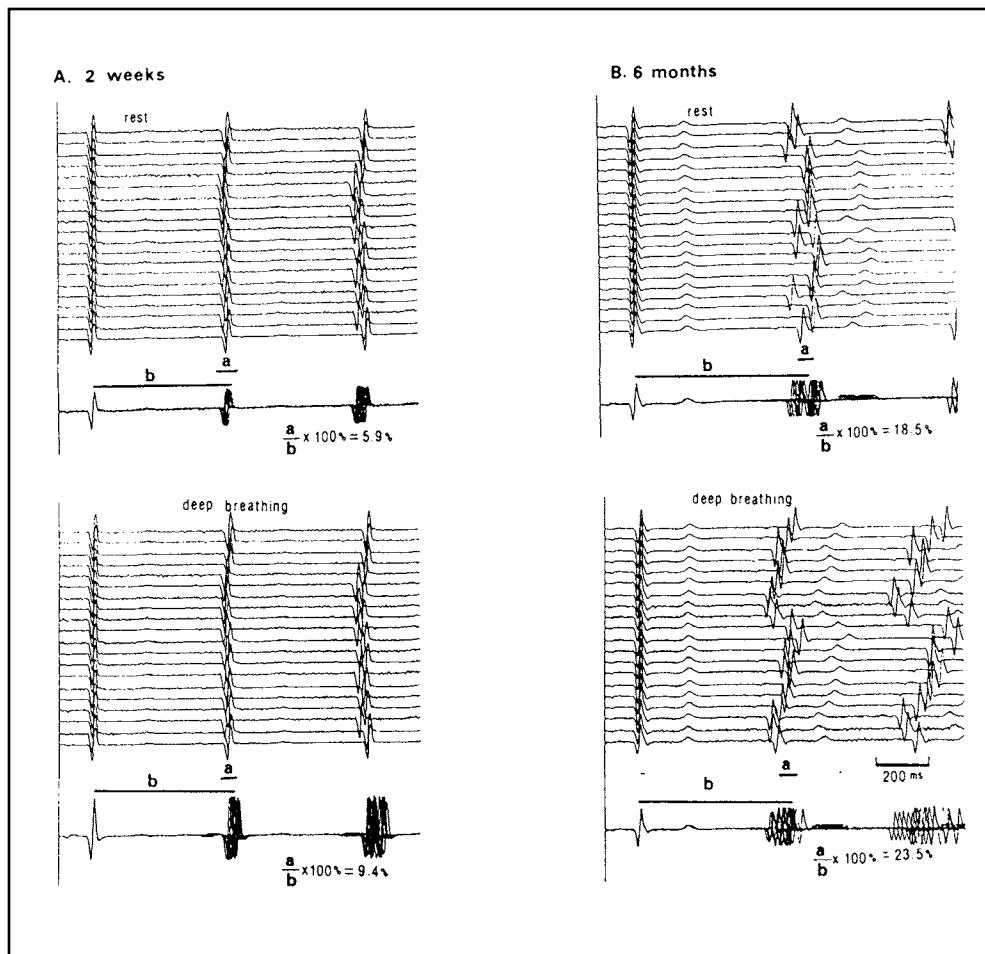 A. 2 weeks
rest
a
b
a/b x 100% = 5.9%
deep breathing
a
b
a/b x 100% = 9.4%
B. 6 months
rest
a
b
a/b x 100% = 18.5%
deep breathing
a
200 ms
b
a/b x 100% = 23.5%